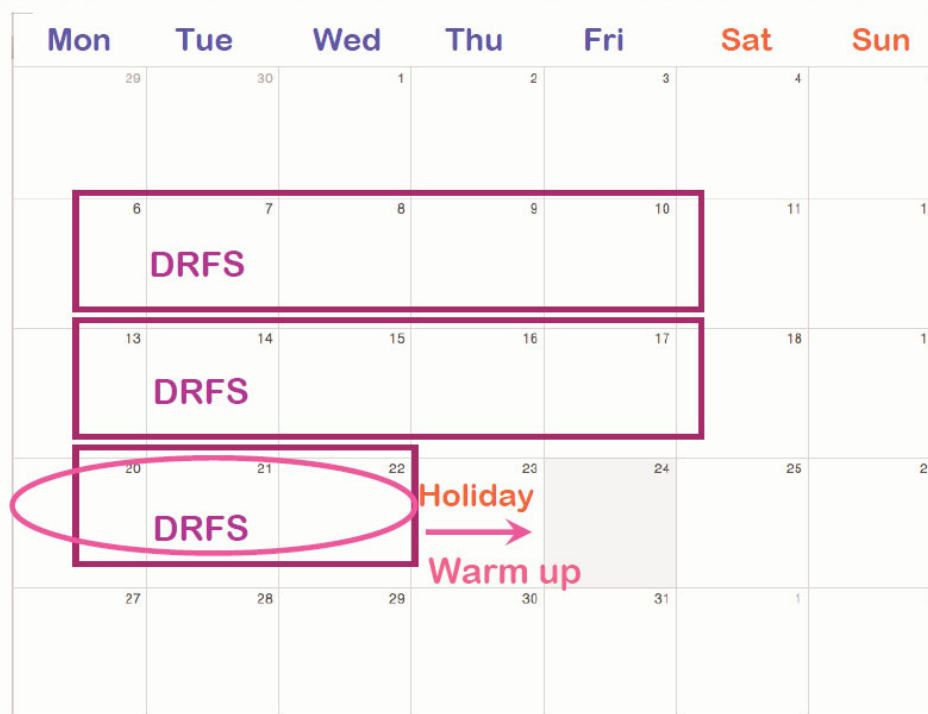 Mon Tue Wed Thu Fri Sat Sun
29 30 1 2 3 4
6 7 8 9 10 11
DRFS
13 14 15 16 17 18
DRFS
20 21 22 23 24 25
Holiday
DRFS
Warm up
27 28 29 30 31 1